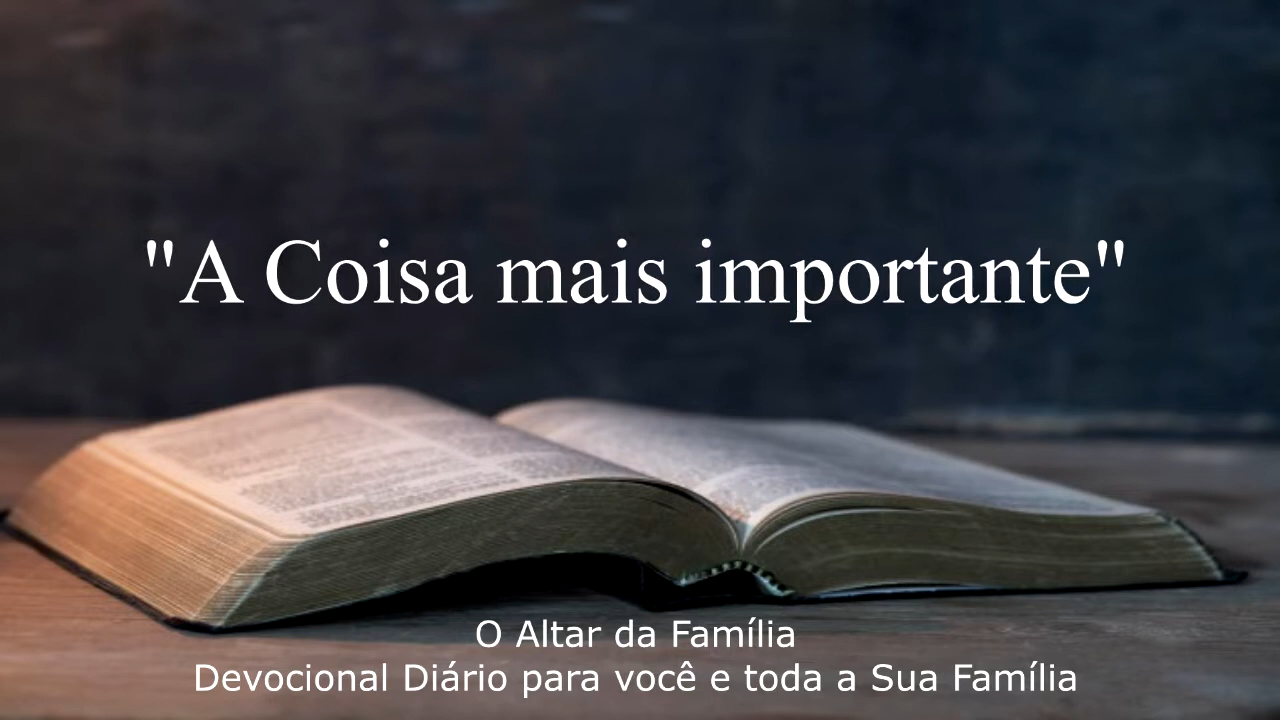 "A Coisa mais importante"
O Altar da Família
Devocional Diário para você e toda a Sua Família